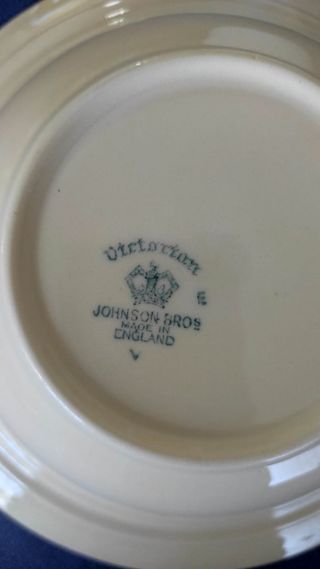 Victorian
E
JOHNSON BROS
MADE IN
ENGLAND